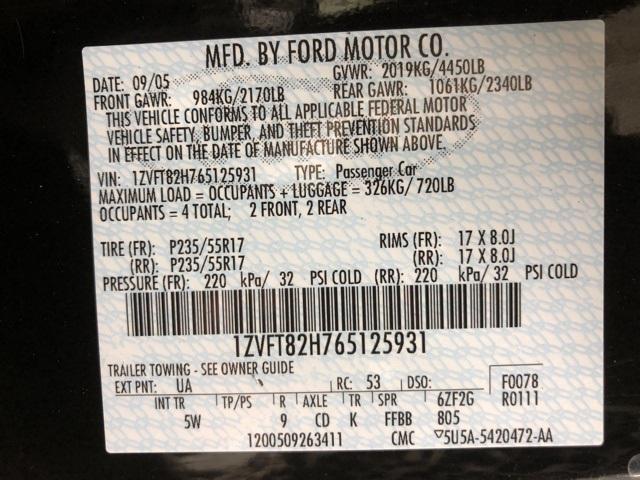 MFD. BY FORD MOTOR CO.
DATE: 09/05 GVWR: 2019KG/4450LB
FRONT GAWR: 984KG/2170LB REAR GAWR: 1061KG/2340LB
THIS VEHICLE CONFORMS TO ALL APPLICABLE FEDERAL MOTOR
VEHICLE SAFETY, BUMPER, AND THEFT PREVENTION STANDARDS
IN EFFECT ON THE DATE OF MANUFACTURE SHOWN ABOVE.
VIN: 1ZVFT82H765125931 TYPE: Passenger Car
MAXIMUM LOAD = OCCUPANTS + LUGGAGE = 326KG/720LB
OCCUPANTS = 4 TOTAL; 2 FRONT, 2 REAR
TIRE (FR): P235/55R17 RIMS (FR): 17 X 8.0J
(RR): P235/55R17 (RR): 17 X 8.0J
PRESSURE (FR): 220 kPa/ 32 PSI COLD (RR): 220 kPa/ 32 PSI COLD
1ZVFT82H765125931
TRAILER TOWING - SEE OWNER GUIDE
EXT PNT: UA RC: 53 DSO: F0078
INT TR TP/PS R AXLE TR SPR 6ZF2G R0111
5W 9 CD K FFBB 805
1200509263411 CMC ▽5U5A-5420472-AA